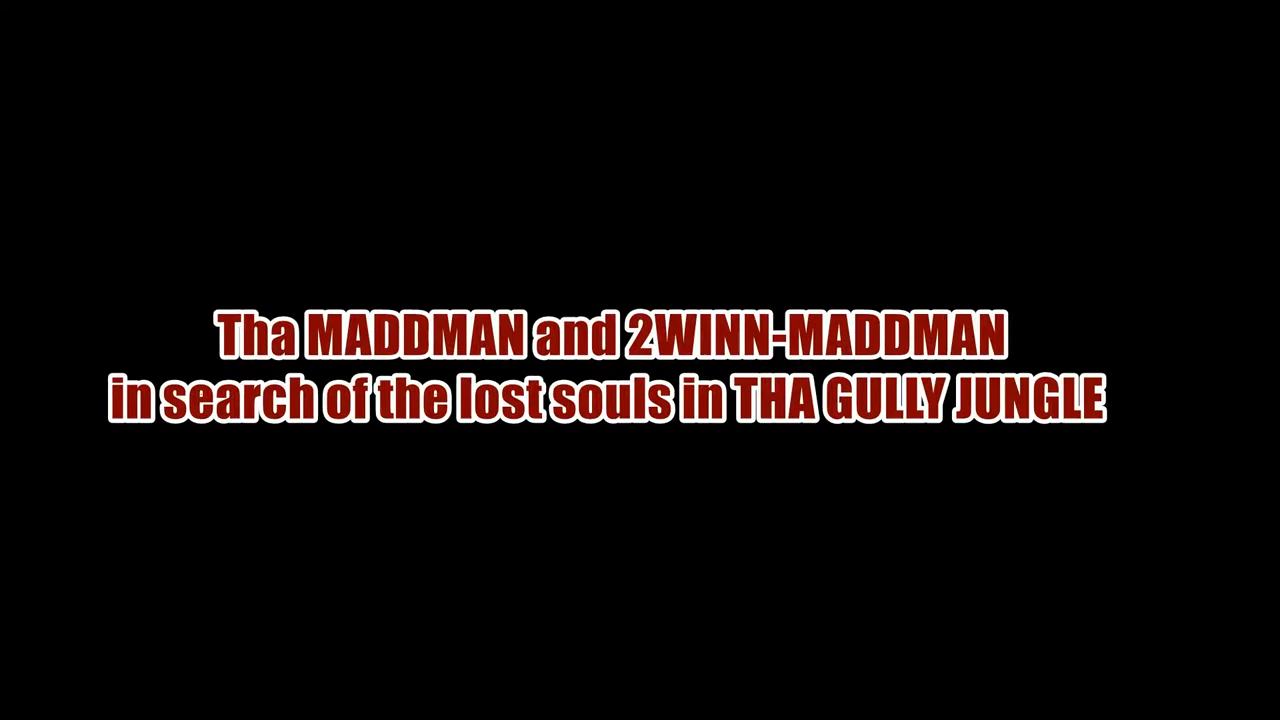 Tha MADDMAN and 2WINN-MADDMAN
in search of the lost souls in THA GULLY JUNGLE